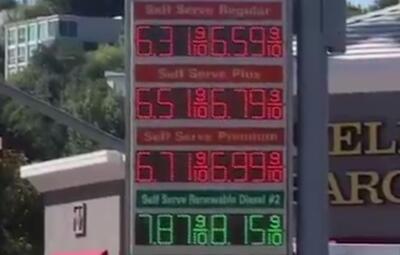 Self Serve Regular
6.31 9/10 6.59 9/10
Self Serve Plus
6.51 9/10 6.79 9/10
Self Serve Premium
6.71 9/10 6.99 9/10
Self Serve Renewable Diesel #2
7.87 9/10 8.15 9/10
ELL
ARGO